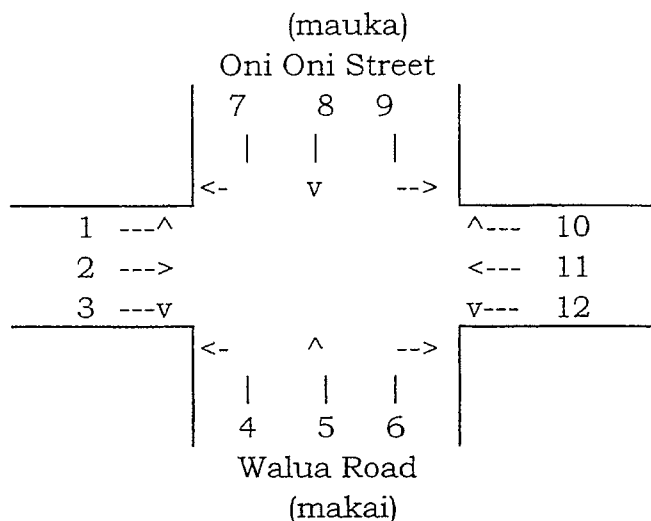 (mauka)
Oni Oni Street
7 8 9
| | |
<- v -->
1 ---^ ^--- 10
2 ---> <--- 11
3 ---v v--- 12
<- ^ -->
| | |
4 5 6
Walua Road
(makai)